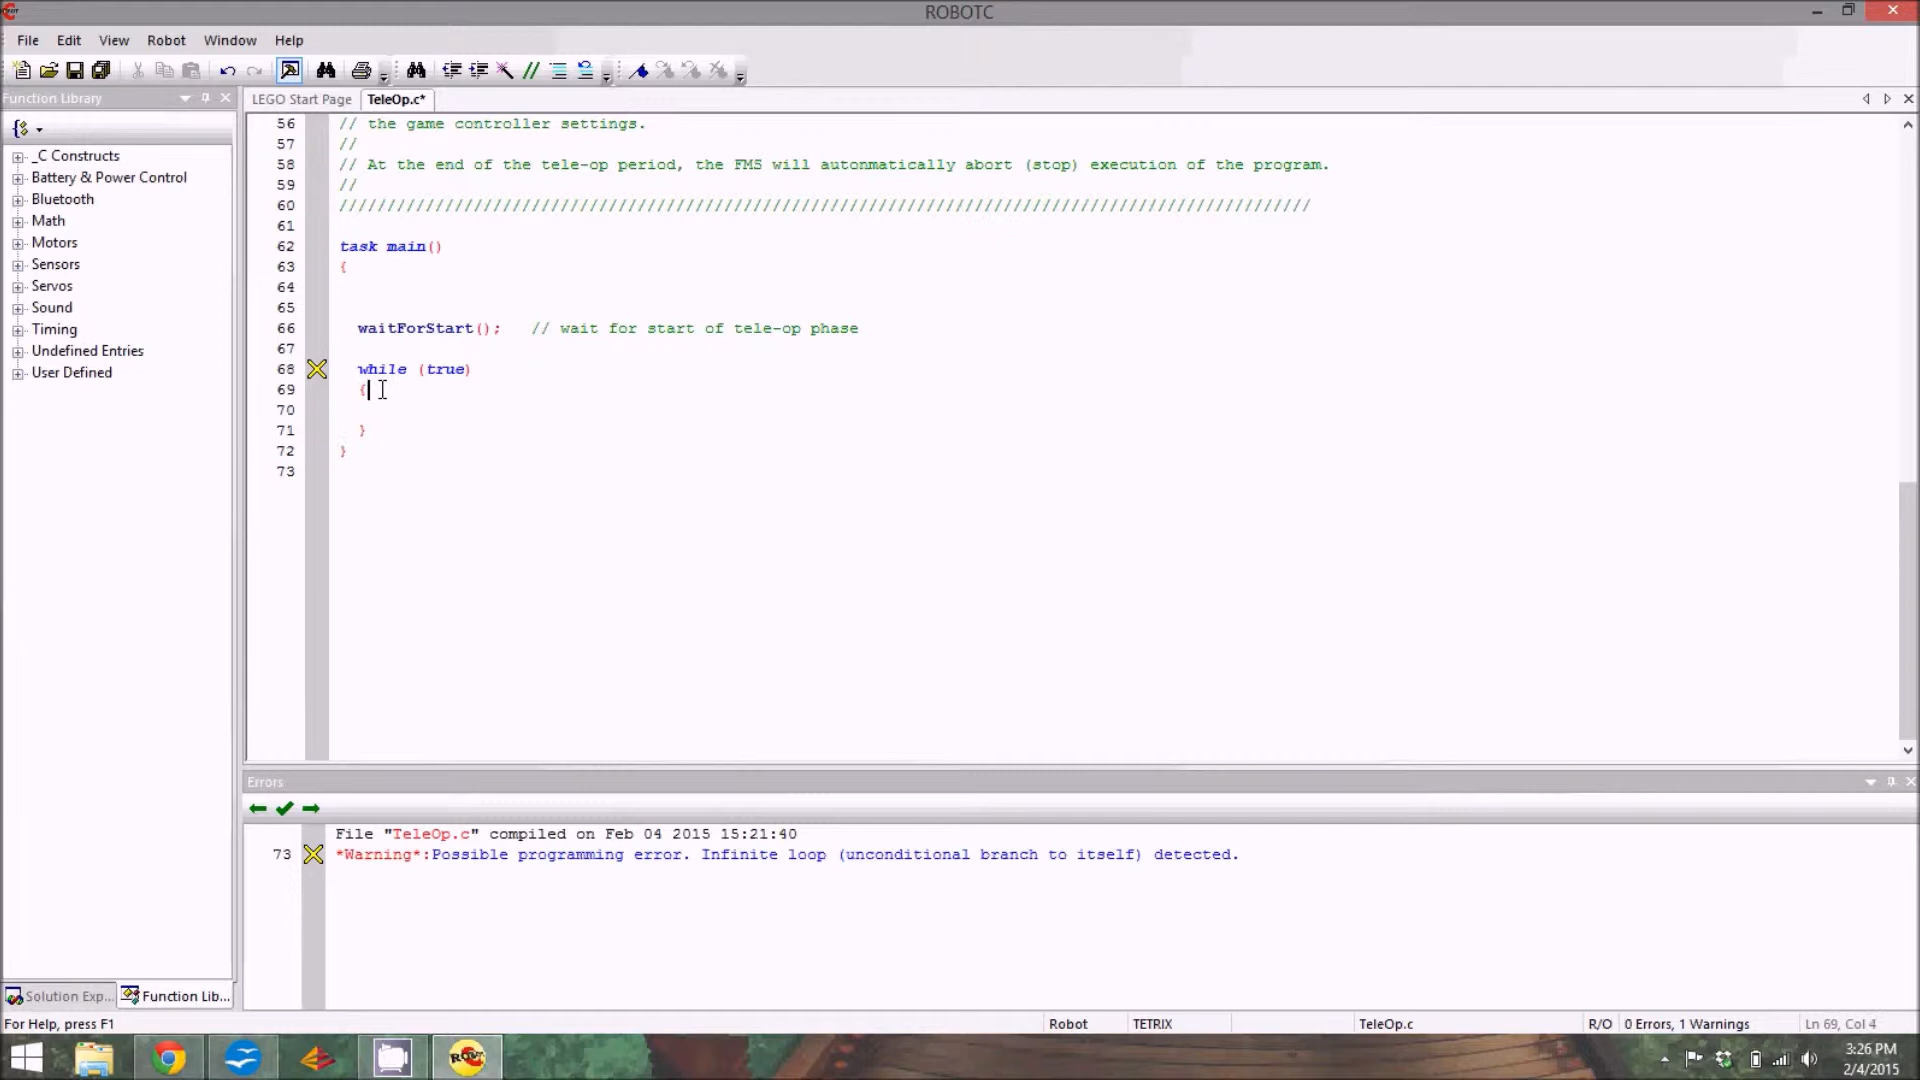 ROBOTC
File Edit View Robot Window Help
Function Library
LEGO Start Page TeleOp.c*
_C Constructs
Battery & Power Control
Bluetooth
Math
Motors
Sensors
Servos
Sound
Timing
Undefined Entries
User Defined
56 // the game controller settings.
57 //
58 // At the end of the tele-op period, the FMS will autonmatically abort (stop) execution of the program.
59 //
60 /////////////////////////////////////////////////////////////////////////////////////////////////////
61
62 task main()
63 {
64
65
66 waitForStart(); // wait for start of tele-op phase
67
68 while (true)
69 {
70
71 }
72 }
73
Errors
File "TeleOp.c" compiled on Feb 04 2015 15:21:40
73 *Warning*:Possible programming error. Infinite loop (unconditional branch to itself) detected.
Solution Exp... Function Lib...
For Help, press F1 Robot TETRIX TeleOp.c R/O 0 Errors, 1 Warnings Ln 69, Col 4
3:26 PM
2/4/2015